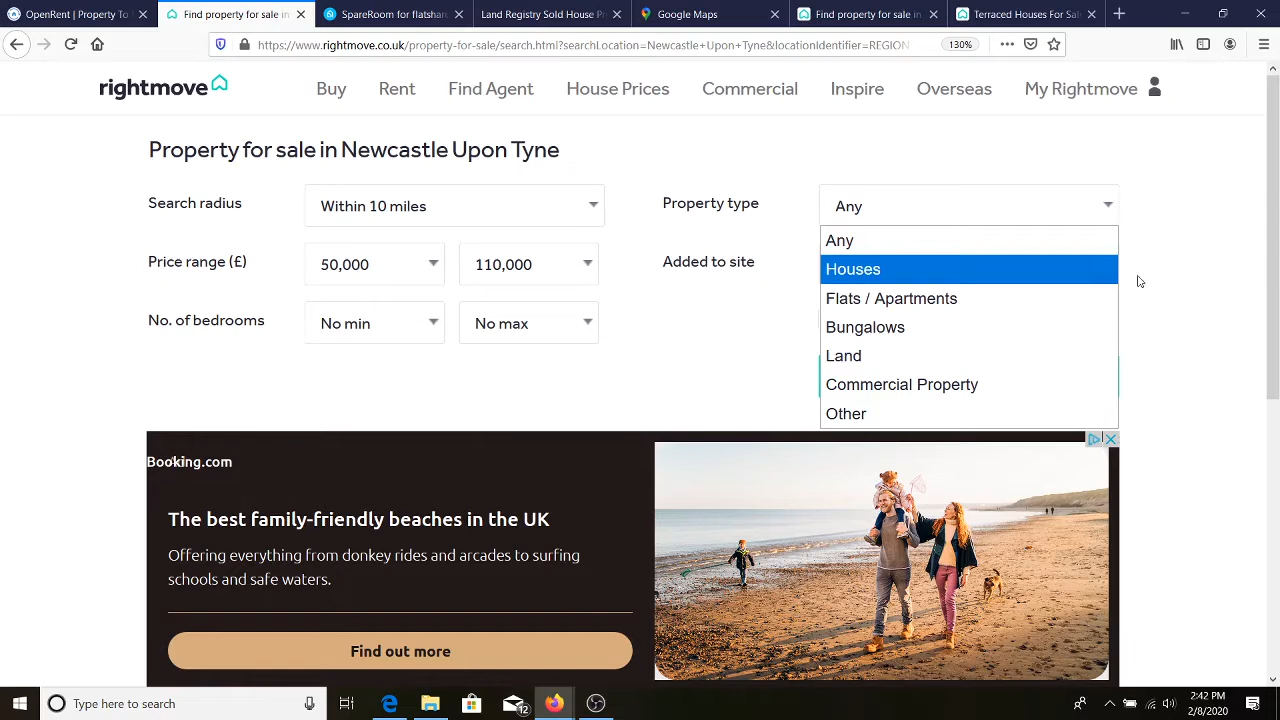 OpenRent | Property to
Find property for sale in
SpareRoom for flatshar
Land Registry Sold House Pr
Google Maps
Find property for sale in
Terraced Houses For Sal
https://www.rightmove.co.uk/property-for-sale/search.html?searchLocation=Newcastle+Upon+Tyne&locationIdentifier=REGION
130%
rightmove
Buy
Rent
Find Agent
House Prices
Commercial
Inspire
Overseas
My Rightmove
Property for sale in Newcastle Upon Tyne
Search radius
Within 10 miles
Property type
Any
Price range (£)
50,000
110,000
Added to site
No. of bedrooms
No min
No max
Any
Houses
Flats / Apartments
Bungalows
Land
Commercial Property
Other
Booking.com
The best family-friendly beaches in the UK
Offering everything from donkey rides and arcades to surfing
schools and safe waters.
Find out more
Type here to search
12
2:42 PM
2/8/2020